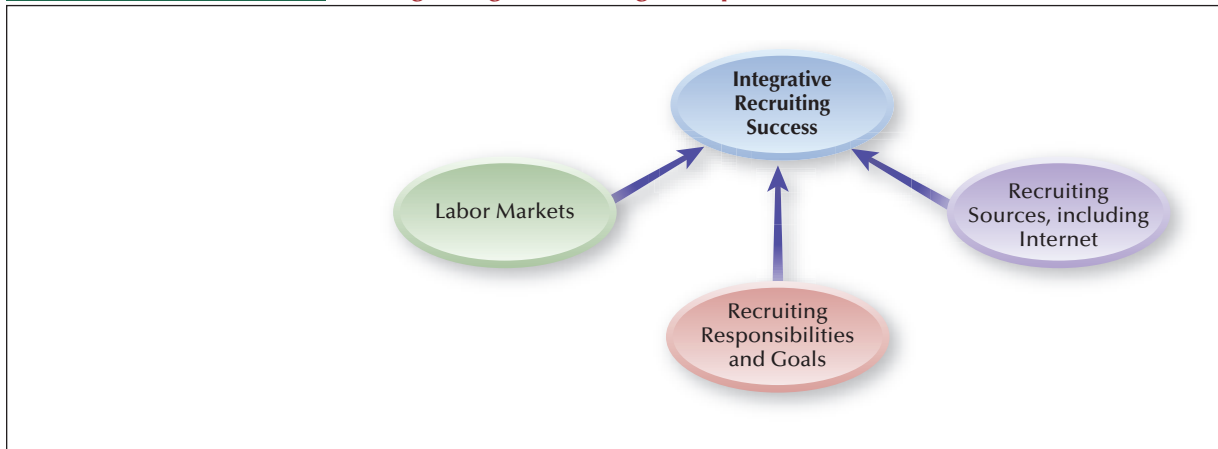 Integrative
Recruiting
Success
Labor Markets
Recruiting
Sources, including
Internet
Recruiting
Responsibilities
and Goals